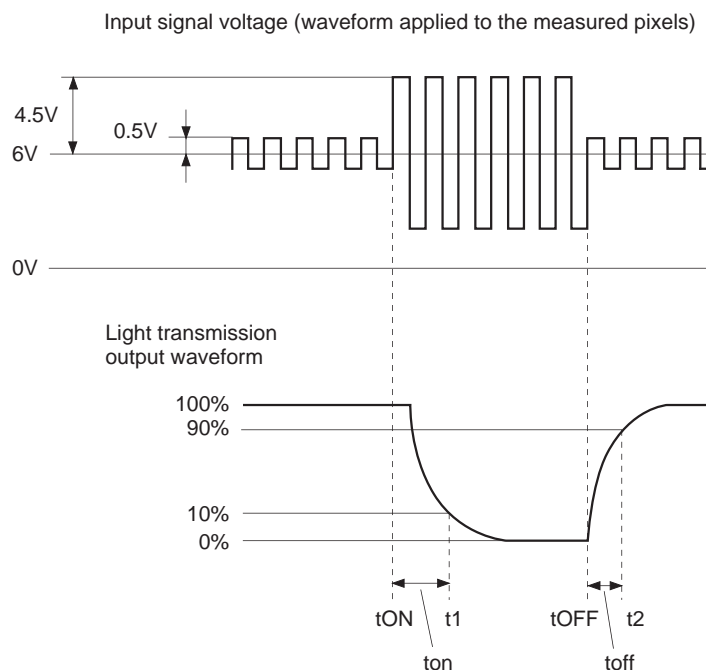 Input signal voltage (waveform applied to the measured pixels)
4.5V
0.5V
6V
0V
Light transmission
output waveform
100%
90%
10%
0%
tON t1 tOFF t2
ton toff